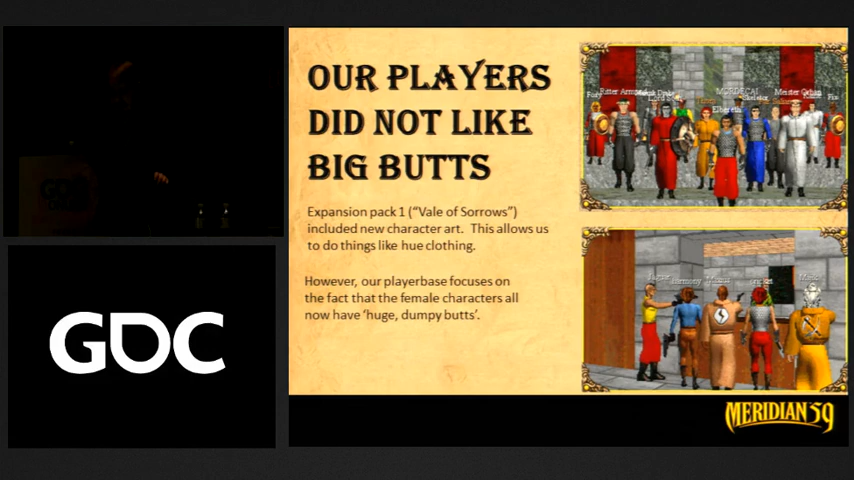 OUR PLAYERS
DID NOT LIKE
BIG BUTTS
Expansion pack 1 ("Vale of Sorrows")
included new character art. This allows us
to do things like hue clothing.
However, our playerbase focuses on
the fact that the female characters all
now have 'huge, dumpy butts'.
MORDECAI
GDC
MERIDIAN 59